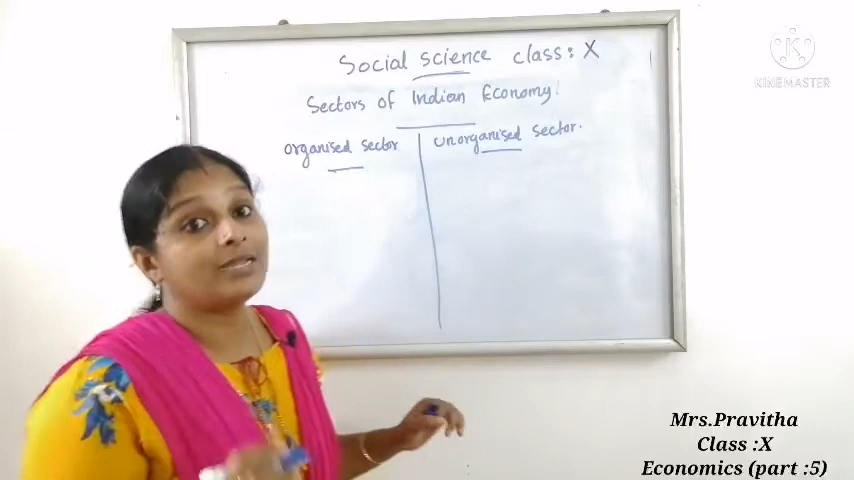 Social science class: X
KINEMASTER
Sectors of Indian Economy!
organised sector
unorganised sector.
Mrs.Pravitha
Class :X
Economics (part :5)